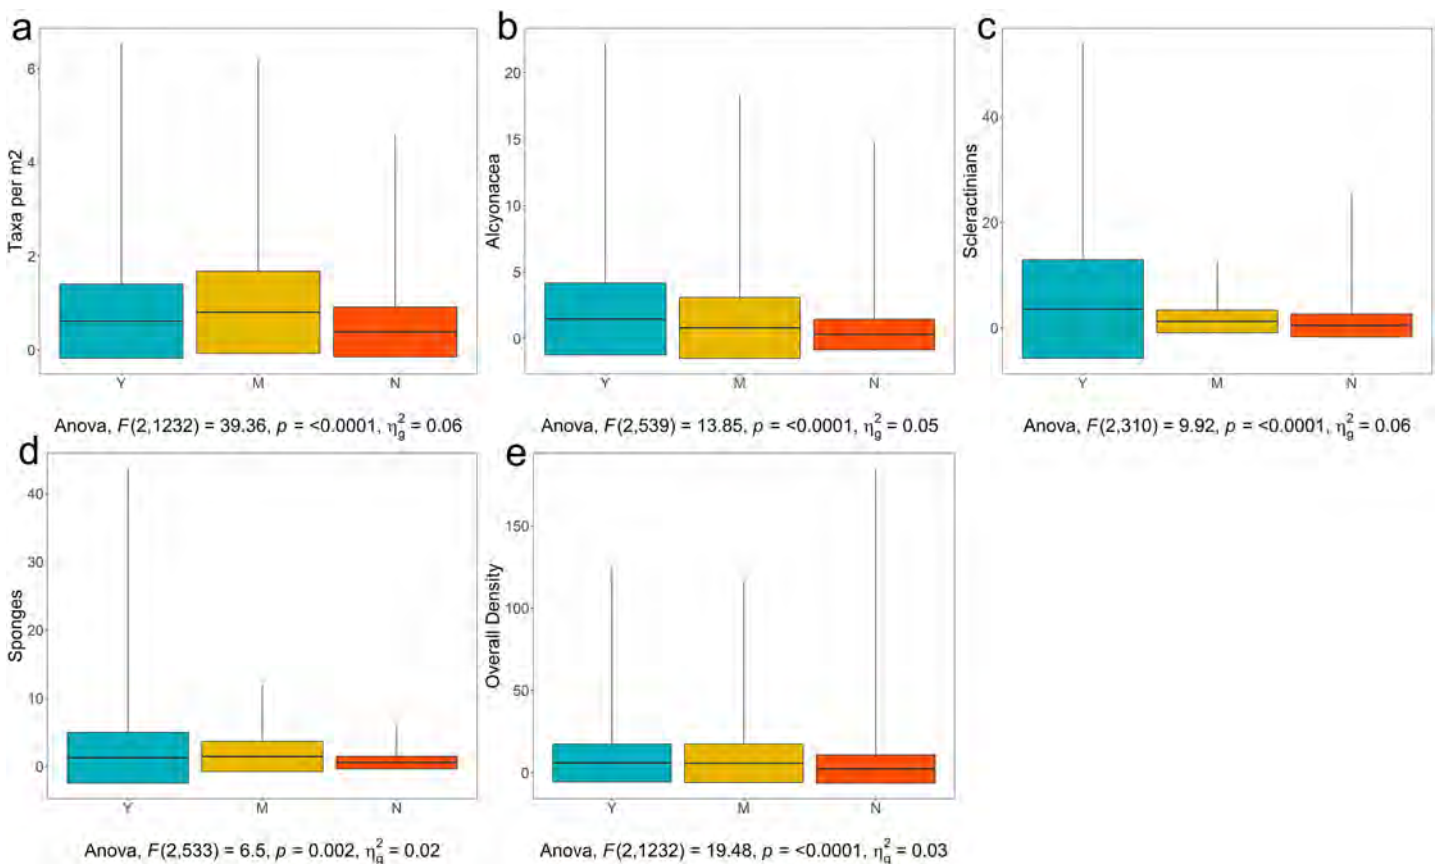 a
Taxa per m2
6
4
2
0
Y M N
Anova, F(2,1232) = 39.36, p = <0.0001, η²g = 0.06
b
Alcyonacea
20
15
10
5
0
Y M N
Anova, F(2,539) = 13.85, p = <0.0001, η²g = 0.05
c
Scleractinians
40
20
0
Y M N
Anova, F(2,310) = 9.92, p = <0.0001, η²g = 0.06
d
Sponges
40
30
20
10
0
Y M N
Anova, F(2,533) = 6.5, p = 0.002, η²g = 0.02
e
Overall Density
150
100
50
0
Y M N
Anova, F(2,1232) = 19.48, p = <0.0001, η²g = 0.03